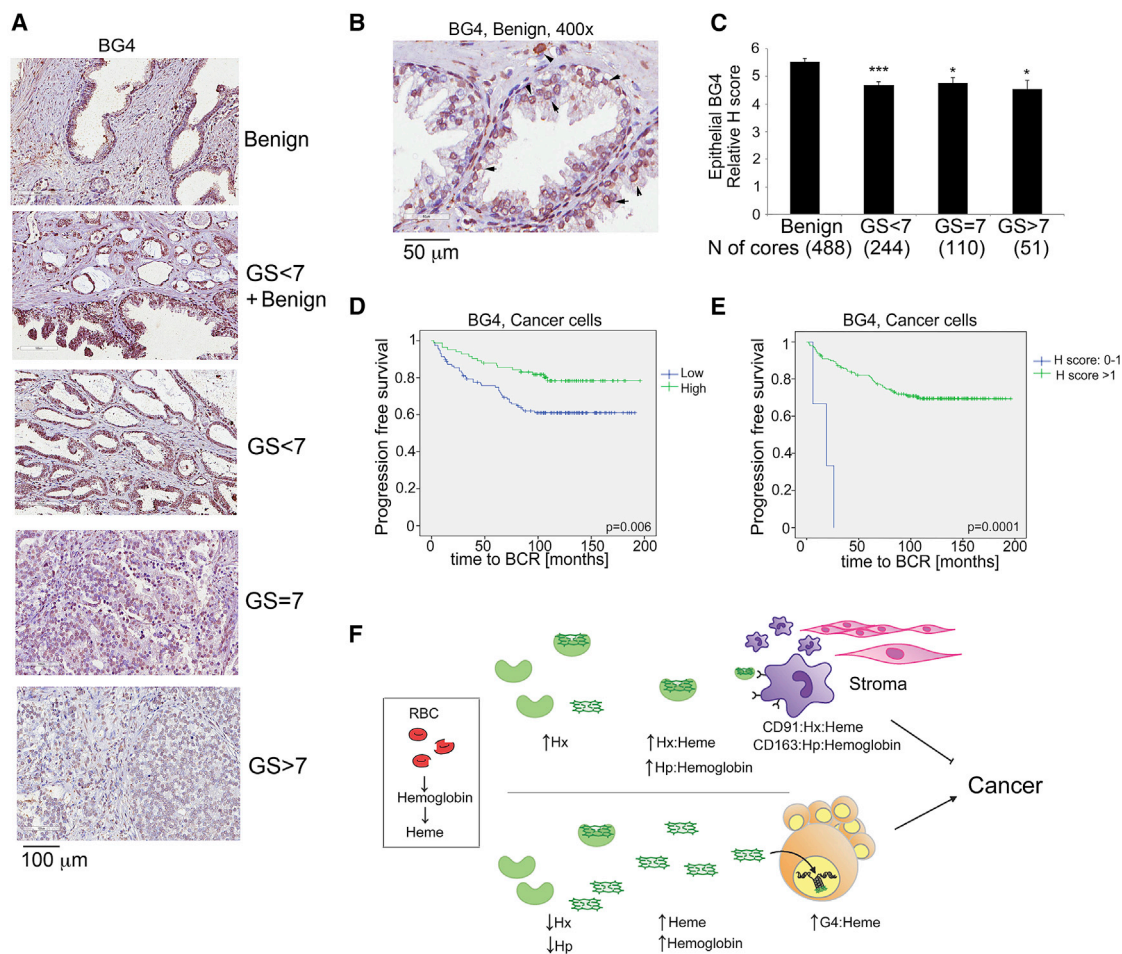 A
BG4
Benign
GS<7
+ Benign
GS<7
GS=7
GS>7
100 μm
B
BG4, Benign, 400x
50 μm
C
Epithelial BG4
Relative H score
6
5
5
4
6
2
6
0
***
*
*
Benign
GS<7
GS=7
GS>7
N of cores (488)
(244)
(110)
(51)
D
BG4, Cancer cells
Progression free survival
1
0.8
0.6
0.4
0.2
0
0
50
100
150
200
time to BCR [months]
p=0.006
Low
High
E
BG4, Cancer cells
Progression free survival
1
0.8
0.6
0.4
0.2
0
0
50
100
150
200
time to BCR [months]
p=0.0001
H score: 0-1
H score >1
F
RBC
Hemoglobin
Heme
↑Hx
↑Hx:Heme
↑Hp:Hemoglobin
Stroma
CD91:Hx:Heme
CD163:Hp:Hemoglobin
Cancer
↓Hx
↓Hp
↑Heme
↑Hemoglobin
↑G4:Heme